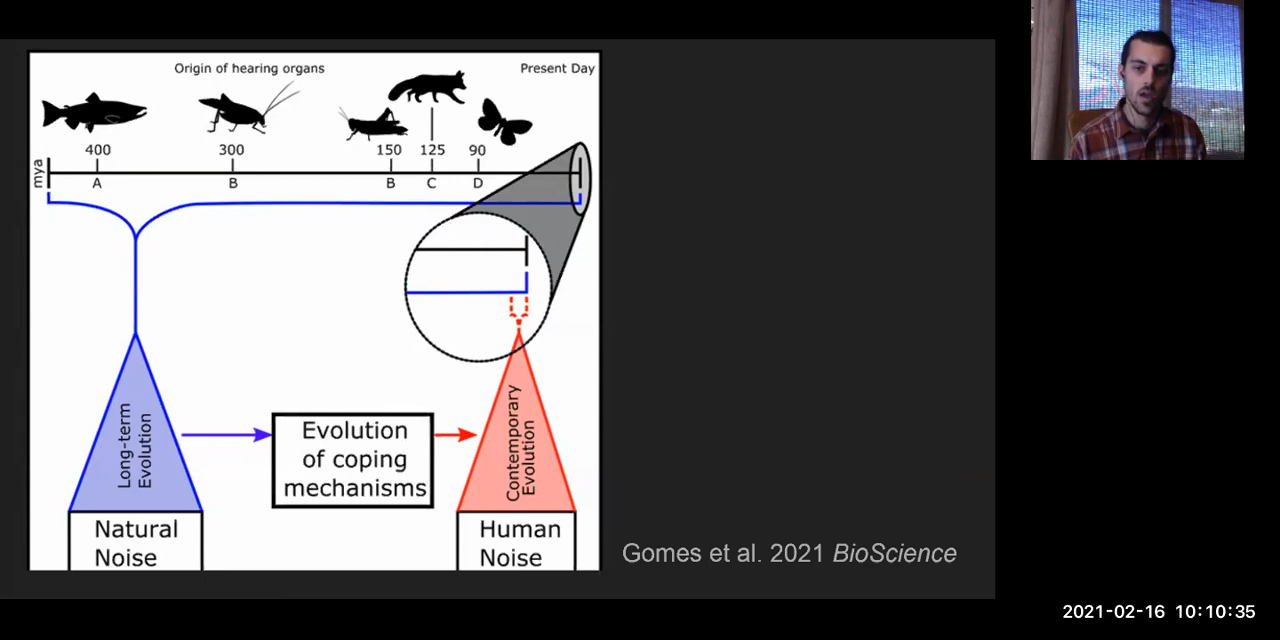 Origin of hearing organs
Present Day
400
300
150
125
90
mya
A
B
B
C
D
Long-term
Evolution
Evolution
of coping
mechanisms
Contemporary
Evolution
Natural
Noise
Human
Noise
Gomes et al. 2021 BioScience
2021-02-16 10:10:35